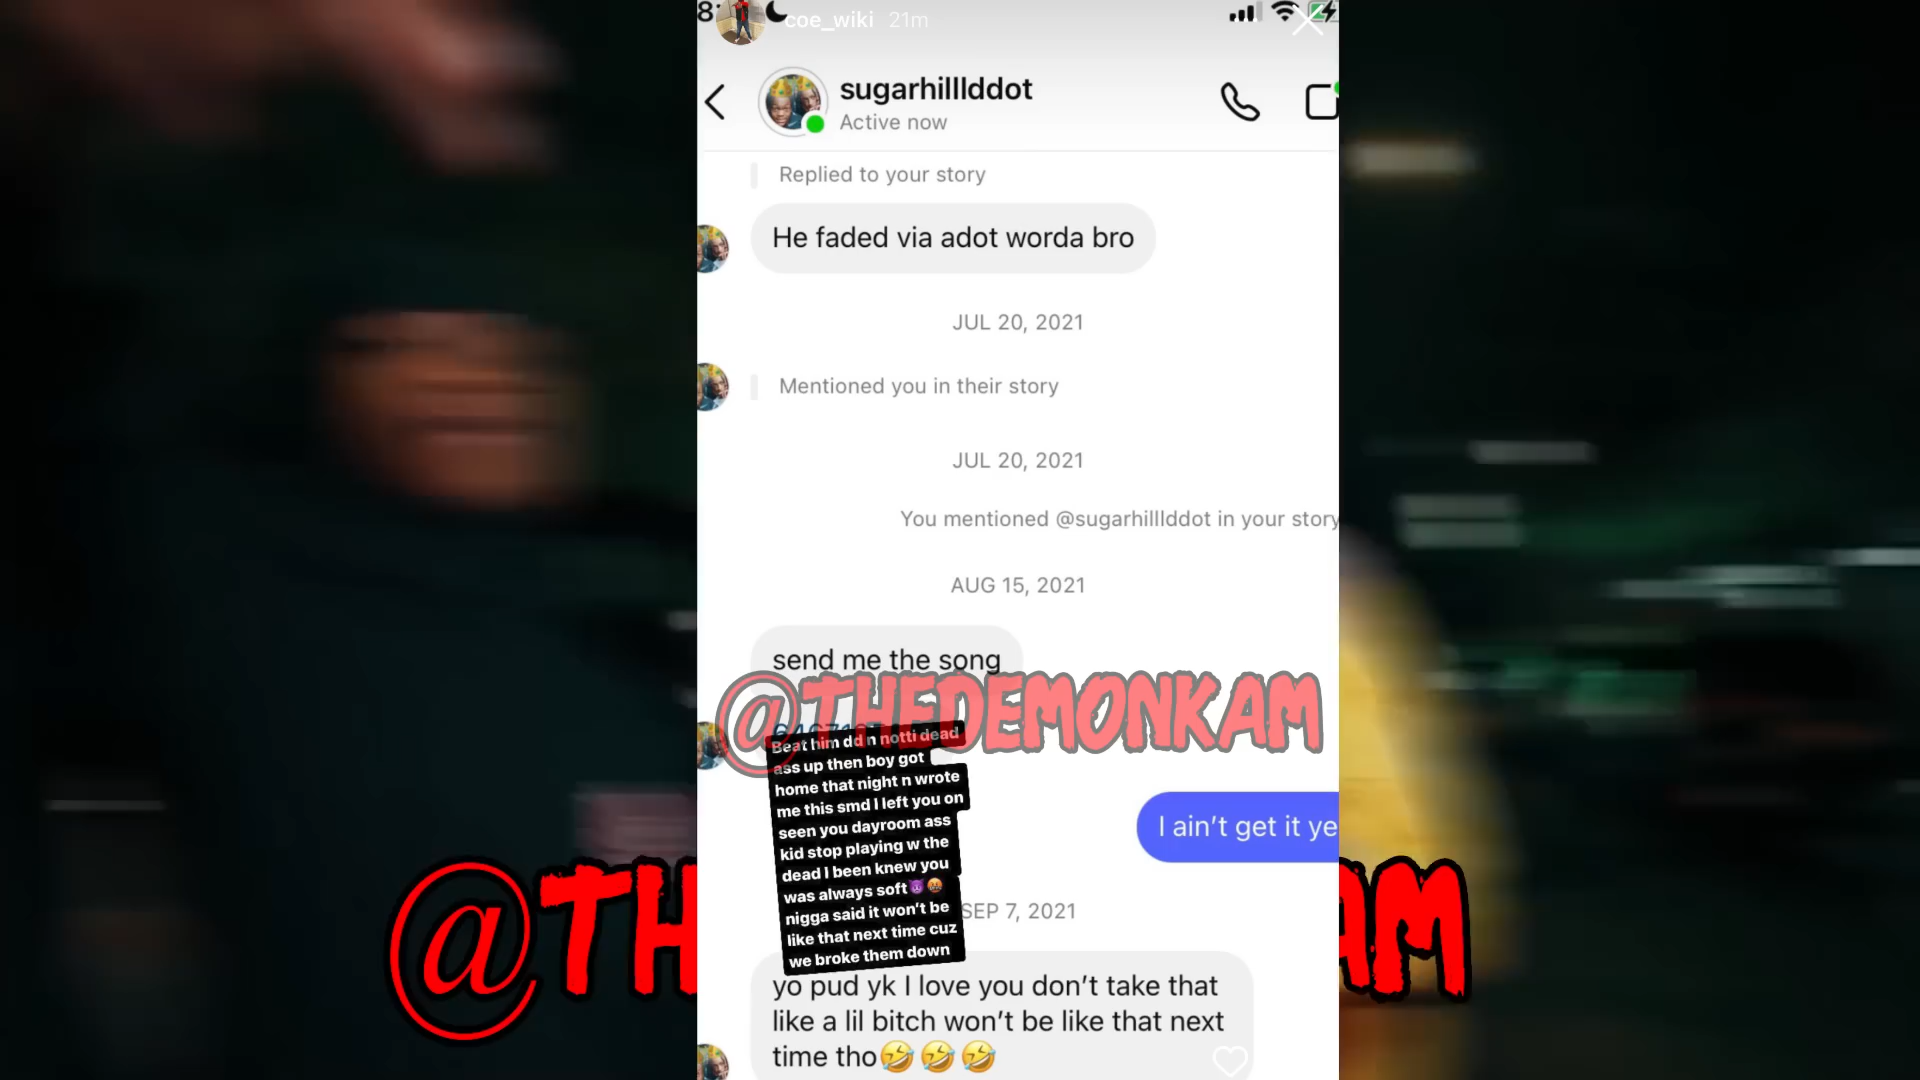 coe_wiki 21m
sugarhilllddot
Active now
Replied to your story
He faded via adot worda bro
JUL 20, 2021
Mentioned you in their story
JUL 20, 2021
You mentioned @sugarhilllddot in your story
AUG 15, 2021
send me the song
@THEDEMONKAM
Beat him dd n notti dead
ass up then boy got
home that night n wrote
me this smd I left you on
seen you dayroom ass
kid stop playing w the
dead I been knew you
was always soft😈🤬
nigga said it won't be
like that next time cuz
we broke them down
I ain't get it ye
SEP 7, 2021
@TH
AM
yo pud yk I love you don't take that
like a lil bitch won't be like that next
time tho🤣🤣🤣